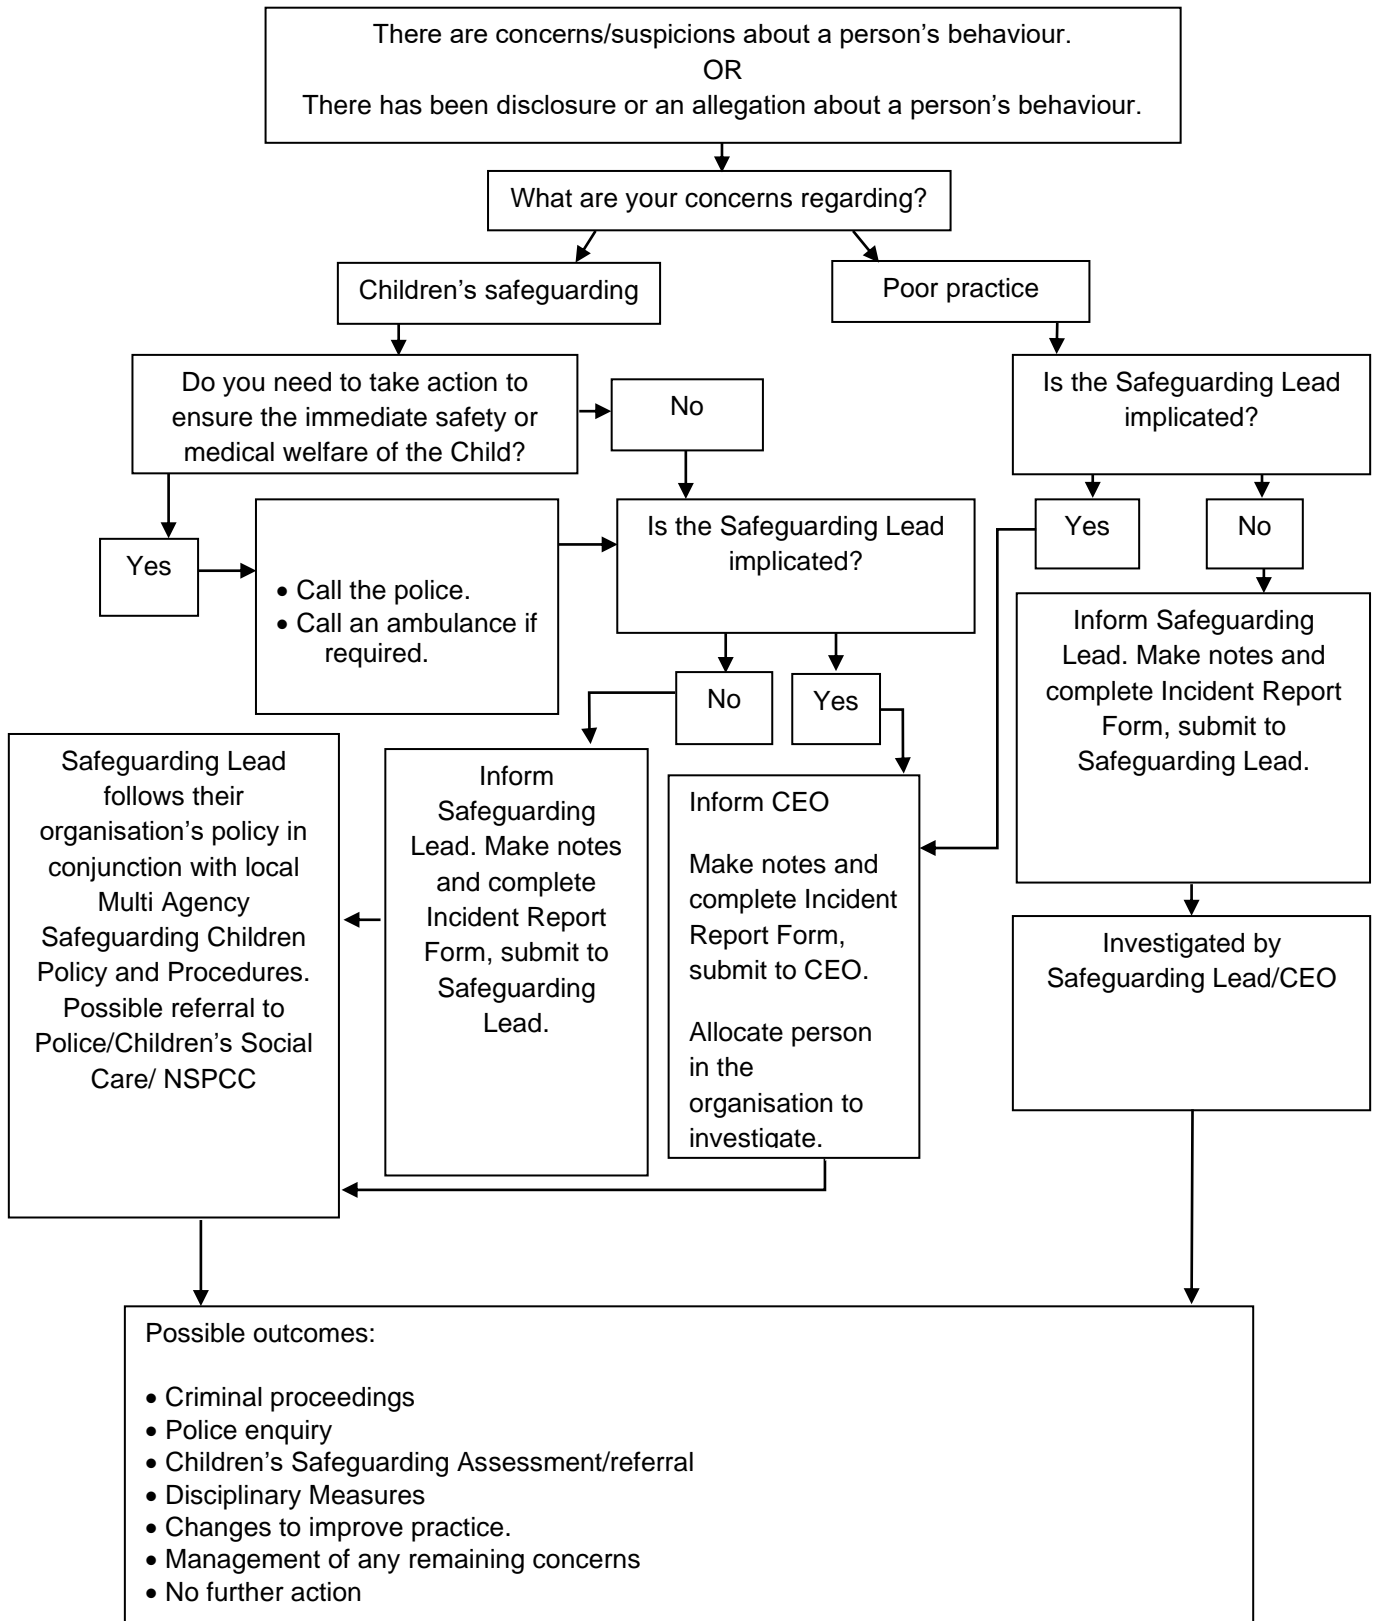 There are concerns/suspicions about a person’s behaviour.
OR
There has been disclosure or an allegation about a person’s behaviour.
What are your concerns regarding?
Children’s safeguarding
Poor practice
Do you need to take action to
ensure the immediate safety or
medical welfare of the Child?
No
Is the Safeguarding Lead
implicated?
Yes
• Call the police.
• Call an ambulance if
required.
Is the Safeguarding Lead
implicated?
Yes
No
No
Yes
Inform Safeguarding
Lead. Make notes and
complete Incident Report
Form, submit to
Safeguarding Lead.
Safeguarding Lead
follows their
organisation’s policy in
conjunction with local
Multi Agency
Safeguarding Children
Policy and Procedures.
Possible referral to
Police/Children’s Social
Care/ NSPCC
Inform
Safeguarding
Lead. Make notes
and complete
Incident Report
Form, submit to
Safeguarding
Lead.
Inform CEO
Make notes and
complete Incident
Report Form,
submit to CEO.
Allocate person
in the
organisation to
investigate.
Investigated by
Safeguarding Lead/CEO
Possible outcomes:
• Criminal proceedings
• Police enquiry
• Children’s Safeguarding Assessment/referral
• Disciplinary Measures
• Changes to improve practice.
• Management of any remaining concerns
• No further action